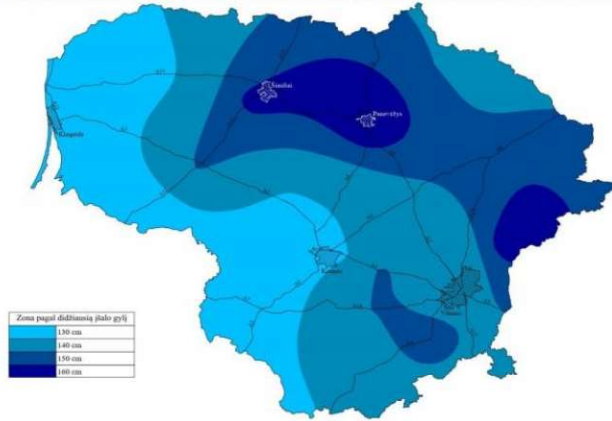 Šiauliai
Panevėžys
Klaipėda
Kaunas
Vilnius
Zona pagal didžiausią įšalo gylį
130 cm
140 cm
150 cm
160 cm